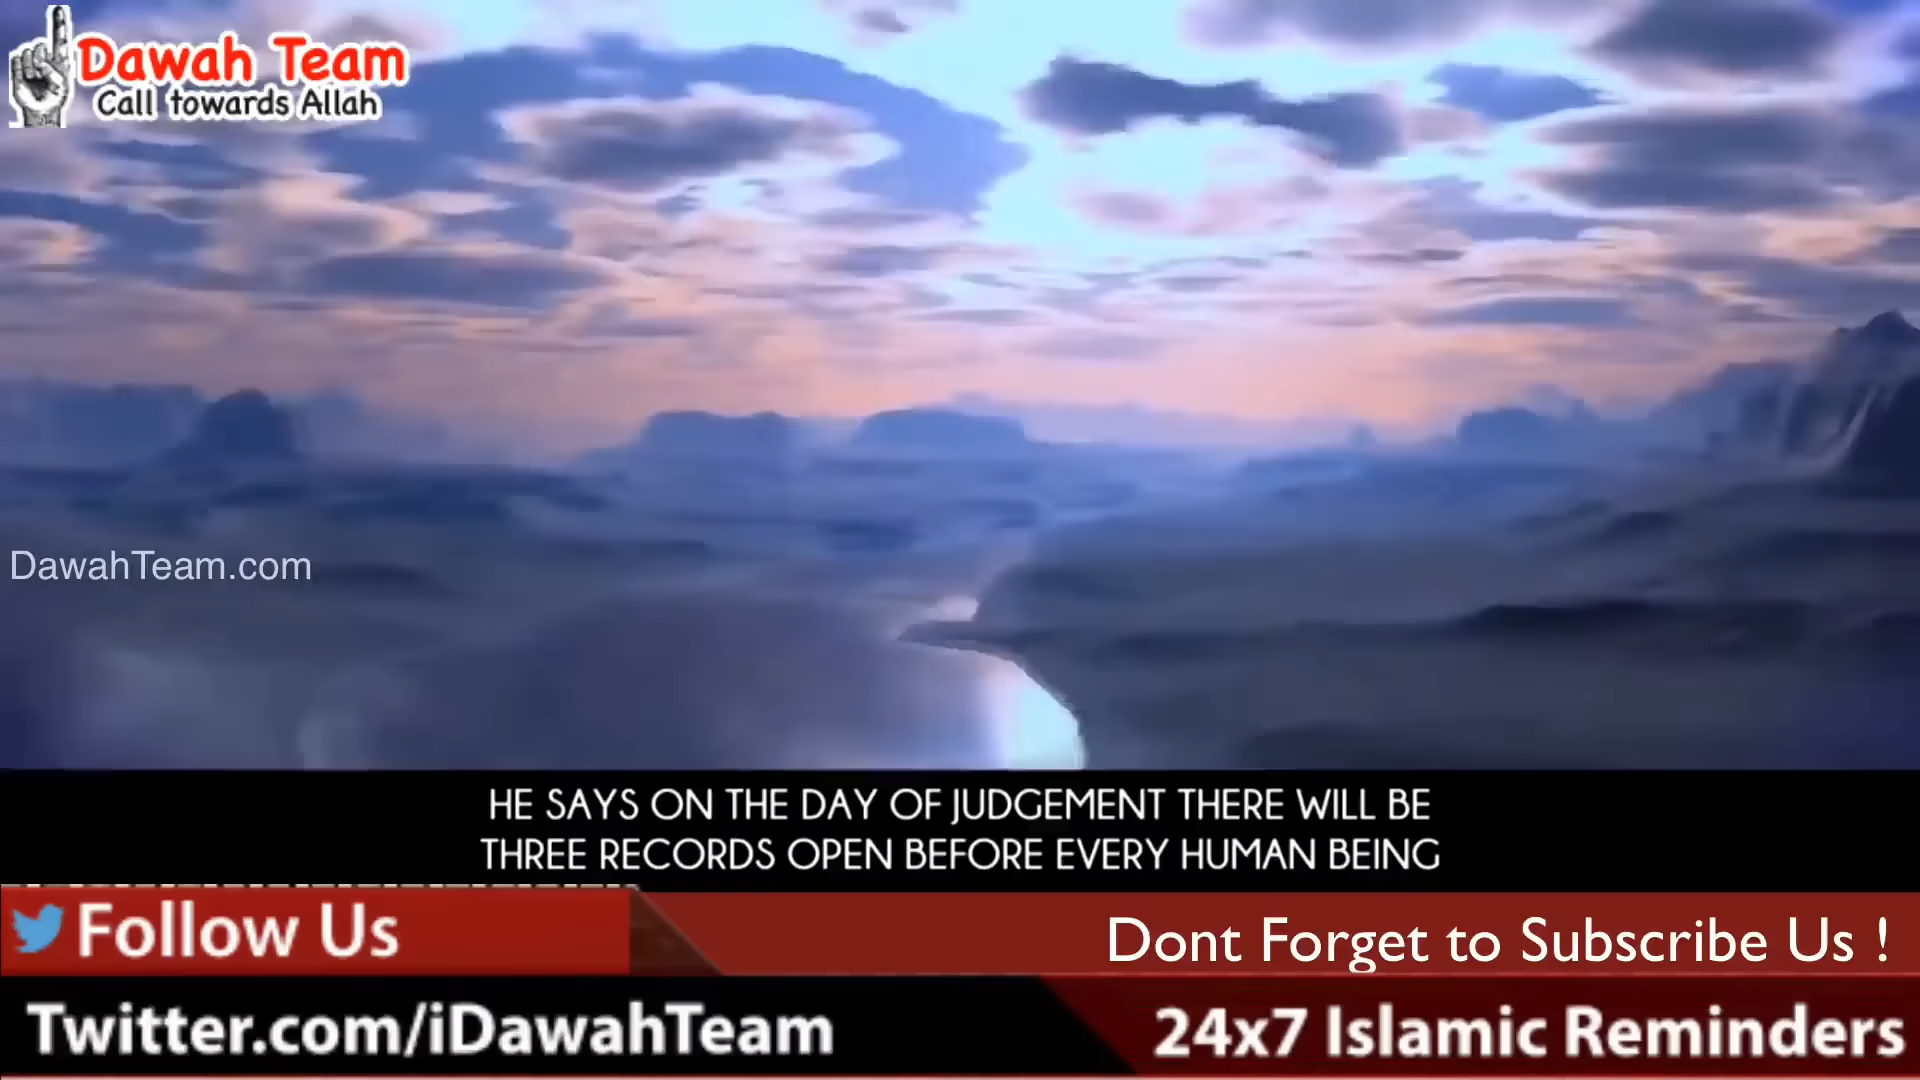 Dawah Team
Call towards Allah
DawahTeam.com
HE SAYS ON THE DAY OF JUDGEMENT THERE WILL BE
THREE RECORDS OPEN BEFORE EVERY HUMAN BEING
Follow Us
Dont Forget to Subscribe Us !
Twitter.com/iDawahTeam
24x7 Islamic Reminders